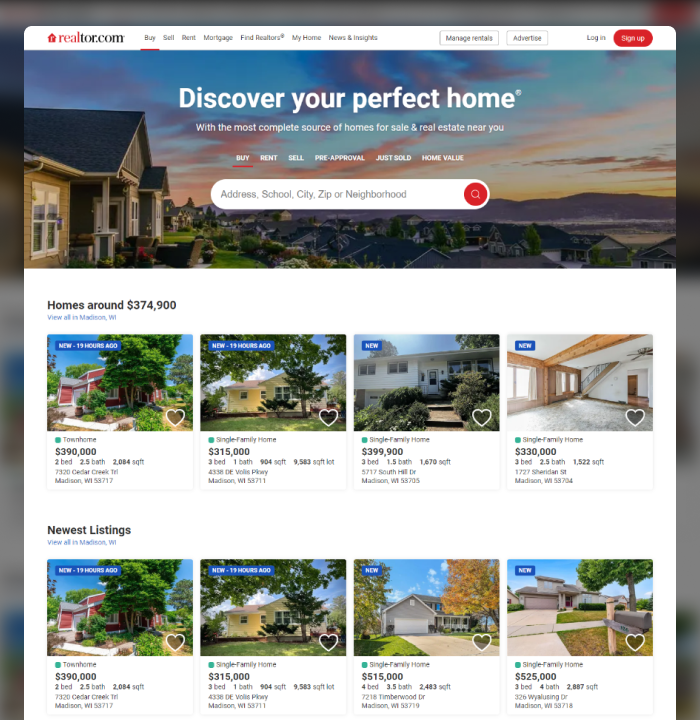 realtor.com
Buy Sell Rent Mortgage Find Realtors® My Home News & Insights
Manage rentals Advertise Log in Sign up
Discover your perfect home®
With the most complete source of homes for sale & real estate near you
BUY RENT SELL PRE-APPROVAL JUST SOLD HOME VALUE
Address, School, City, Zip or Neighborhood
Homes around $374,900
View all in Madison, WI
NEW - 19 HOURS AGO
Townhome
$390,000
2 bed 2.5 bath 2,084 sqft
7320 Cedar Creek Trl
Madison, WI 53717
NEW - 19 HOURS AGO
Single-Family Home
$315,000
3 bed 1 bath 904 sqft 9,583 sqft lot
4338 DE Volis Pkwy
Madison, WI 53711
NEW
Single-Family Home
$399,900
3 bed 1.5 bath 1,670 sqft
5717 South Hill Dr
Madison, WI 53705
NEW
Single-Family Home
$330,000
3 bed 2.5 bath 1,522 sqft
1727 Sheridan St
Madison, WI 53704
Newest Listings
View all in Madison, WI
NEW - 19 HOURS AGO
Townhome
$390,000
2 bed 2.5 bath 2,084 sqft
7320 Cedar Creek Trl
Madison, WI 53717
NEW - 19 HOURS AGO
Single-Family Home
$315,000
3 bed 1 bath 904 sqft 9,583 sqft lot
4338 DE Volis Pkwy
Madison, WI 53711
NEW
Single-Family Home
$515,000
4 bed 3.5 bath 2,483 sqft
7218 Timberwood Dr
Madison, WI 53719
NEW
Single-Family Home
$525,000
3 bed 4 bath 2,887 sqft
326 Wyalusing Dr
Madison, WI 53718